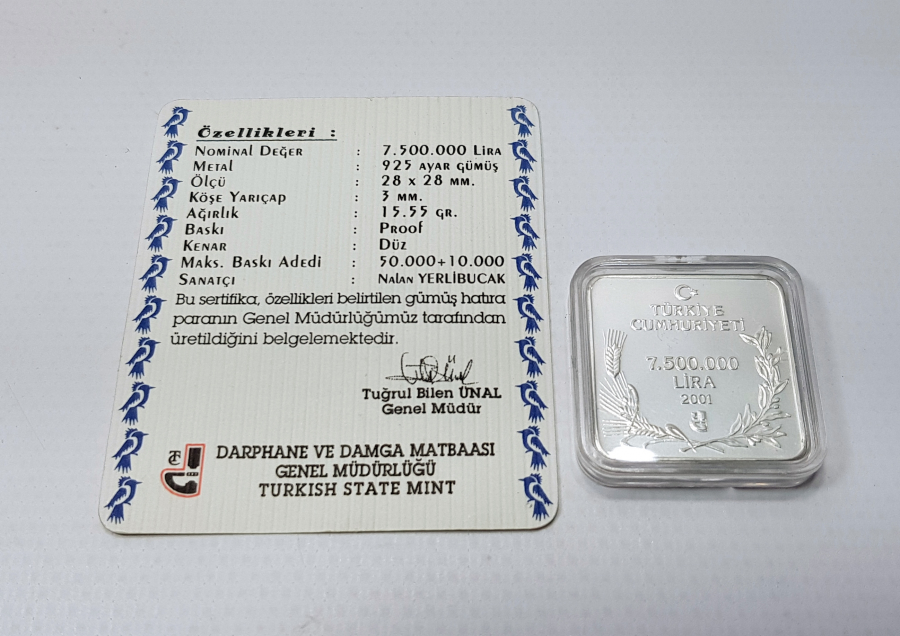 Özellikleri :
Nominal Değer : 7.500.000 Lira
Metal : 925 ayar gümüş
Ölçü : 28 x 28 mm.
Köşe Yarıçap : 3 mm.
Ağırlık : 15.55 gr.
Baskı : Proof
Kenar : Düz
Maks. Baskı Adedi : 50.000+10.000
Sanatçı : Nalan YERLİBUCAK
Bu sertifika, özellikleri belirtilen gümüş hatıra
paranın Genel Müdürlüğümüz tarafından
üretildiğini belgelemektedir.
Tuğrul Bilen ÜNAL
Genel Müdür
TC
DARPHANE VE DAMGA MATBAASI
GENEL MÜDÜRLÜĞÜ
TURKISH STATE MINT
TÜRKİYE
CUMHURİYETİ
7.500.000
LİRA
2001